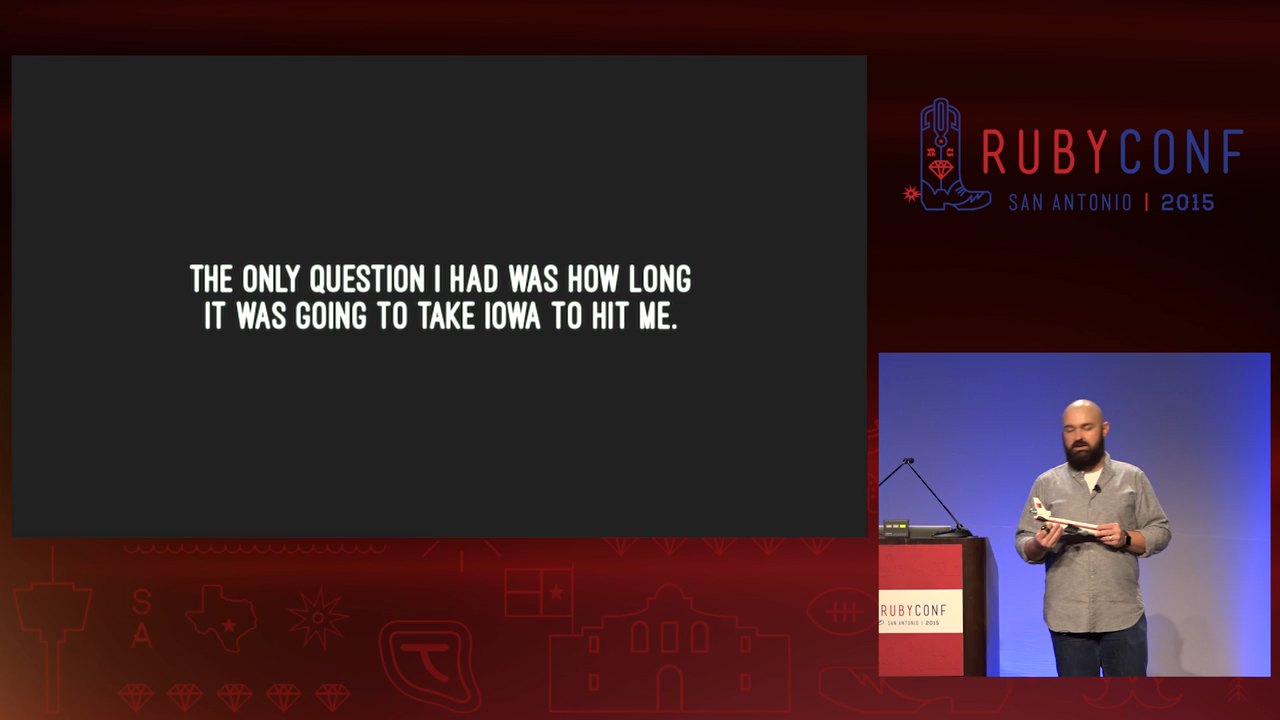 THE ONLY QUESTION I HAD WAS HOW LONG
IT WAS GOING TO TAKE IOWA TO HIT ME.
RUBYCONF
SAN ANTONIO | 2015
RUBYCONF
SAN ANTONIO | 2015
S
A